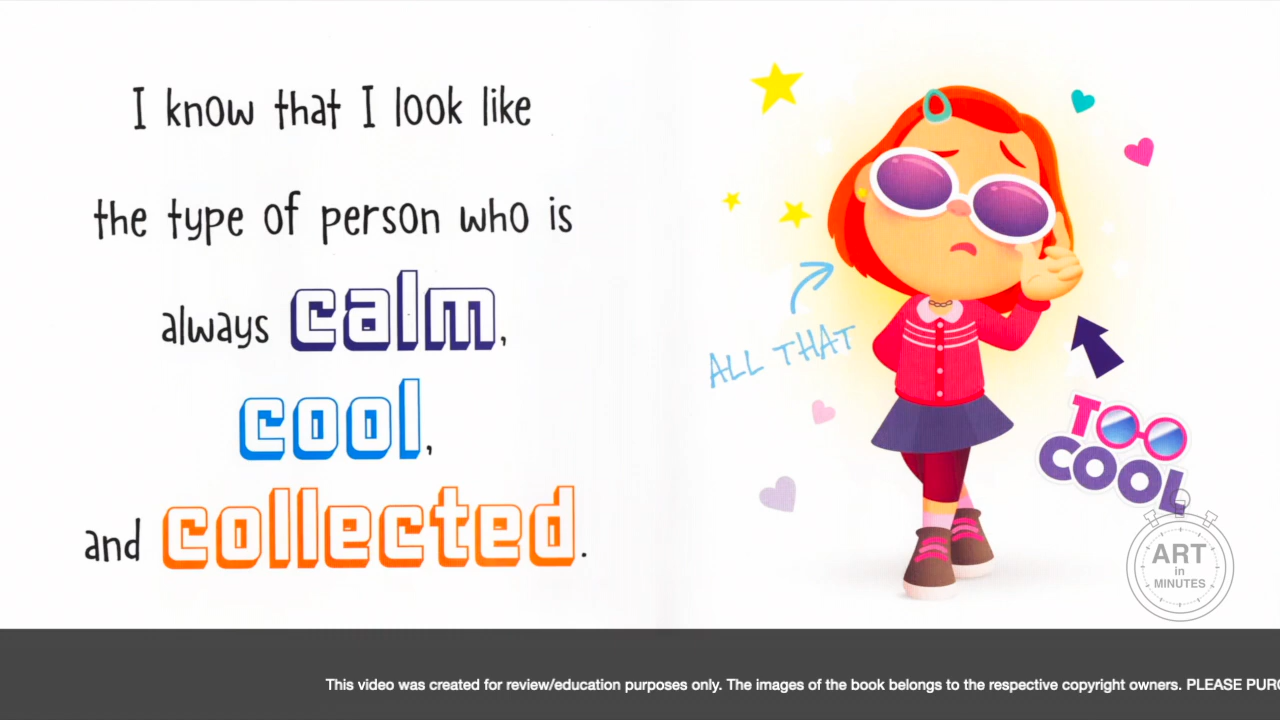 I know that I look like
the type of person who is
always calm,
cool,
and collected.
ALL THAT
TOO
COOL
ART
in
MINUTES
This video was created for review/education purposes only. The images of the book belongs to the respective copyright owners. PLEASE